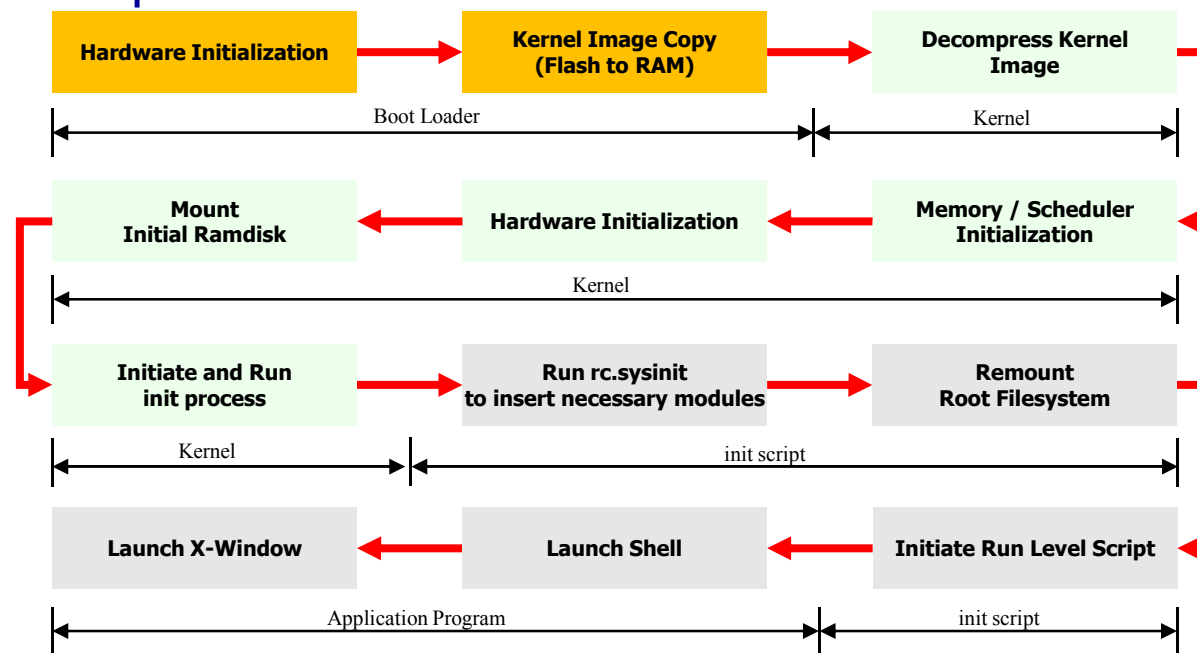 Hardware Initialization
Kernel Image Copy
(Flash to RAM)
Decompress Kernel
Image
Boot Loader
Kernel
Mount
Initial Ramdisk
Hardware Initialization
Memory / Scheduler
Initialization
Kernel
Initiate and Run
init process
Run rc.sysinit
to insert necessary modules
Remount
Root Filesystem
Kernel
init script
Launch X-Window
Launch Shell
Initiate Run Level Script
Application Program
init script